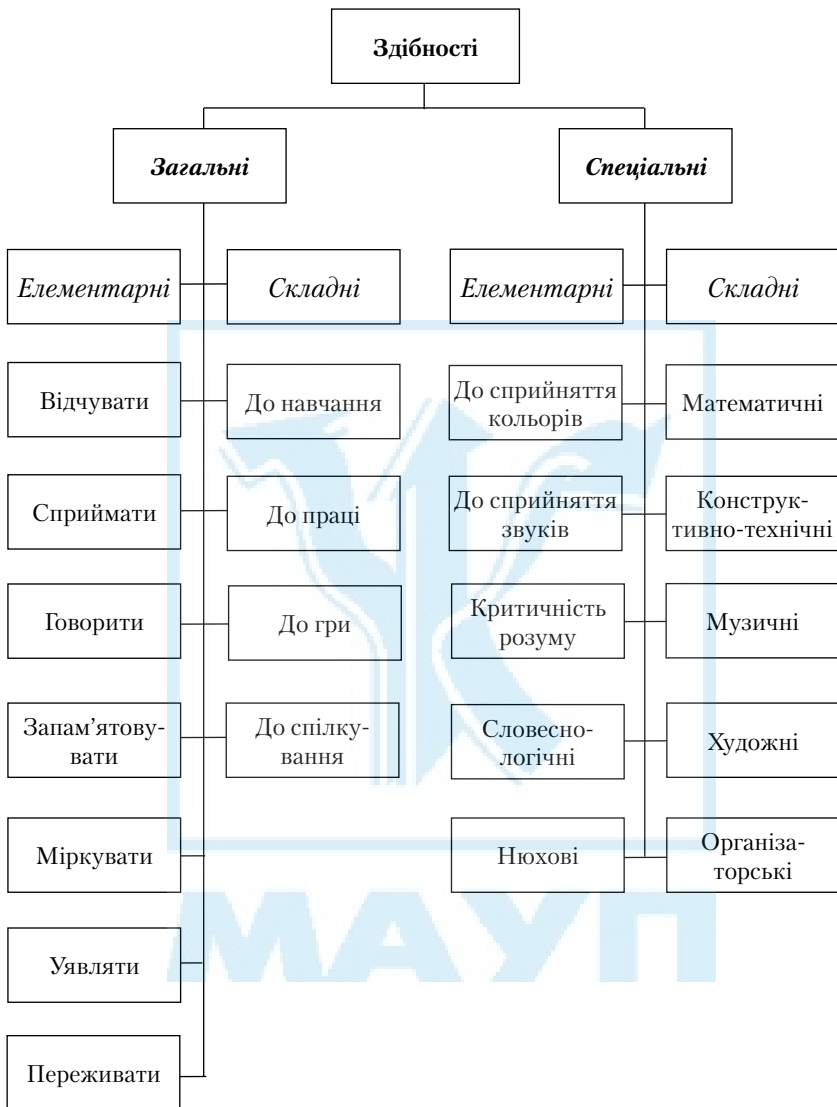 Здібності
Загальні
Спеціальні
Елементарні
Складні
Елементарні
Складні
Відчувати
До навчання
До сприйняття
кольорів
Математичні
Сприймати
До праці
До сприйняття
звуків
Конструк-
тивно-технічні
Говорити
До гри
Критичність
розуму
Музичні
Запам’ятову-
вати
До спілку-
вання
Словесно-
логічні
Художні
Міркувати
Нюхові
Організа-
торські
Уявляти
Переживати
МАУП